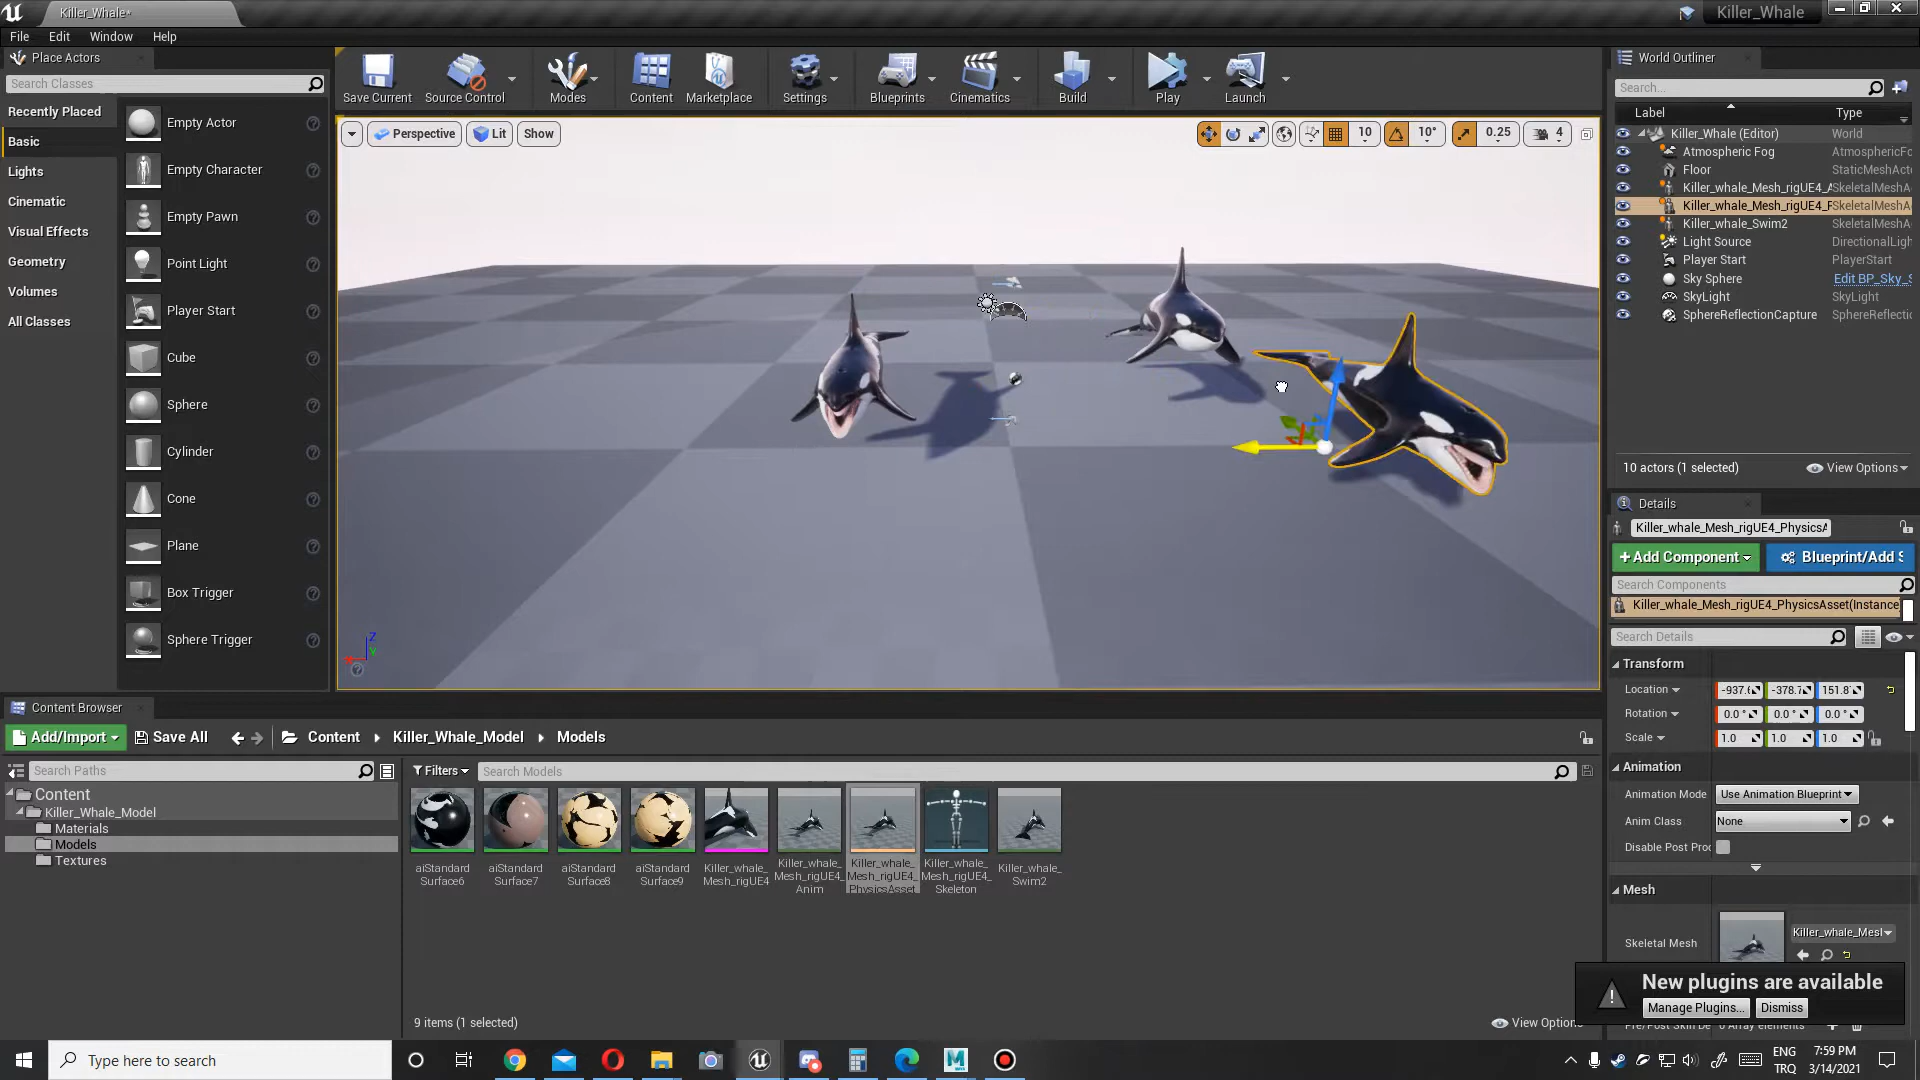 Killer_Whale*
Killer_Whale
File Edit Window Help
Place Actors
Search Classes
Recently Placed
Basic
Lights
Cinematic
Visual Effects
Geometry
Volumes
All Classes
Empty Actor
Empty Character
Empty Pawn
Point Light
Player Start
Cube
Sphere
Cylinder
Cone
Plane
Box Trigger
Sphere Trigger
Save Current Source Control Modes Content Marketplace Settings Blueprints Cinematics Build Play Launch
Perspective Lit Show
10 10° 0.25 4
World Outliner
Search...
Label Type
Killer_Whale (Editor) World
Atmospheric Fog AtmosphericFo
Floor StaticMeshActo
Killer_whale_Mesh_rigUE4_A SkeletalMeshA
Killer_whale_Mesh_rigUE4_P SkeletalMeshA
Killer_whale_Swim2 SkeletalMeshA
Light Source DirectionalLigh
Player Start PlayerStart
Sky Sphere Edit BP_Sky_S
SkyLight SkyLight
SphereReflectionCapture SphereReflectio
10 actors (1 selected) View Options
Details
Killer_whale_Mesh_rigUE4_PhysicsA
+Add Component Blueprint/Add S
Search Components
Killer_whale_Mesh_rigUE4_PhysicsAsset(Instance
Search Details
Transform
Location -937.6 -378.7 151.8
Rotation 0.0 ° 0.0 ° 0.0 °
Scale 1.0 1.0 1.0
Animation
Animation Mode Use Animation Blueprint
Anim Class None
Disable Post Proc
Mesh
Skeletal Mesh Killer_whale_Mesh
New plugins are available
Manage Plugins... Dismiss
Array elements
Z
Y
Content Browser
Add/Import Save All Content Killer_Whale_Model Models
Search Paths
Filters Search Models
Content
Killer_Whale_Model
Materials
Models
Textures
aiStandard
Surface6
aiStandard
Surface7
aiStandard
Surface8
aiStandard
Surface9
Killer_whale_
Mesh_rigUE4
Killer_whale_
Mesh_rigUE4_
Anim
Killer_whale_
Mesh_rigUE4_
PhysicsAsset
Killer_whale_
Mesh_rigUE4_
Skeleton
Killer_whale_
Swim2
9 items (1 selected) View Options
Type here to search
ENG
TRQ
7:59 PM
3/14/2021